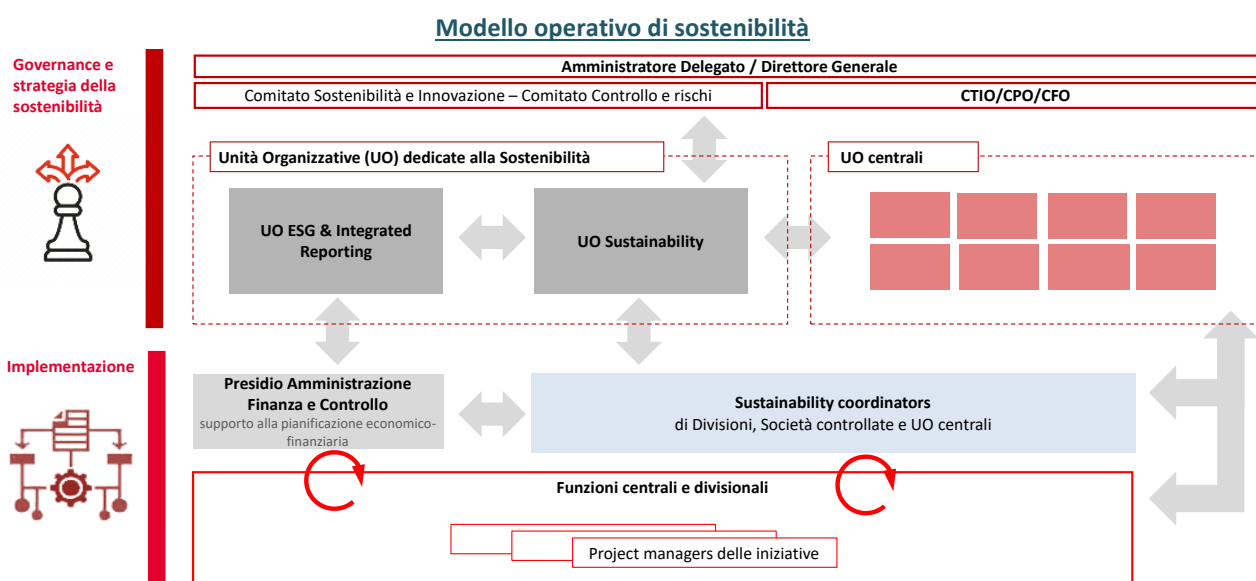 Modello operativo di sostenibilità
Governance e
strategia della
sostenibilità
Amministratore Delegato / Direttore Generale
Comitato Sostenibilità e Innovazione – Comitato Controllo e rischi
CTIO/CPO/CFO
Unità Organizzative (UO) dedicate alla Sostenibilità
UO centrali
UO ESG & Integrated
Reporting
UO Sustainability
Implementazione
Presidio Amministrazione
Finanza e Controllo
supporto alla pianificazione economico-
finanziaria
Sustainability coordinators
di Divisioni, Società controllate e UO centrali
Funzioni centrali e divisionali
Project managers delle iniziative